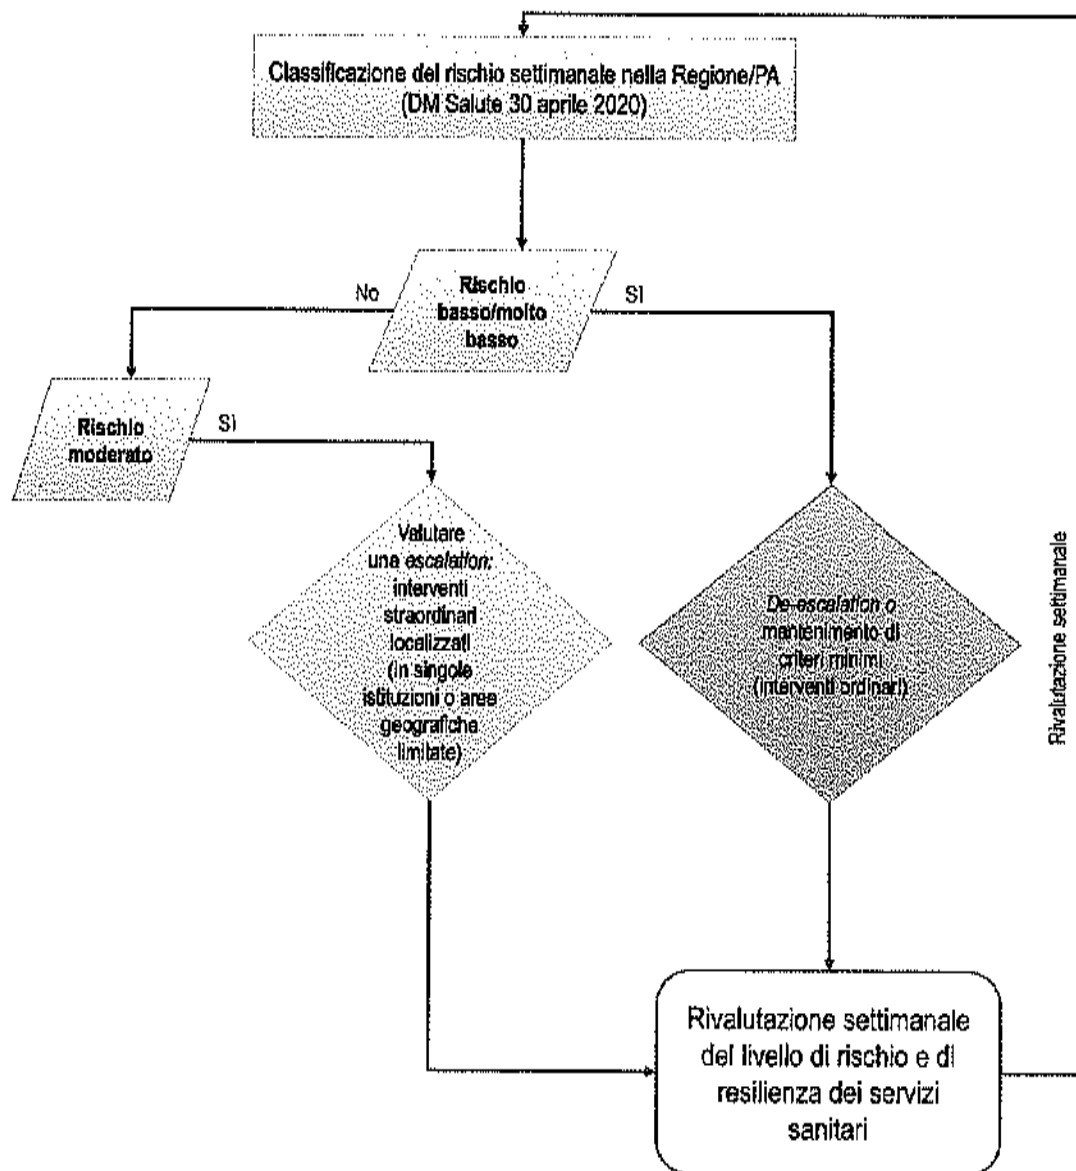 Classificazione del rischio settimanale nella Regione/PA
(DM Salute 30 aprile 2020)
Rischio
basso/molto
basso
No
Sì
Rischio
moderato
Sì
Valutare
una escalation:
interventi
straordinari
localizzati
(in singole
istituzioni o aree
geografiche
limitate)
De-escalation o
mantenimento di
criteri minimi
(interventi ordinari)
Rivalutazione settimanale
Rivalutazione settimanale
del livello di rischio e di
resilienza dei servizi
sanitari